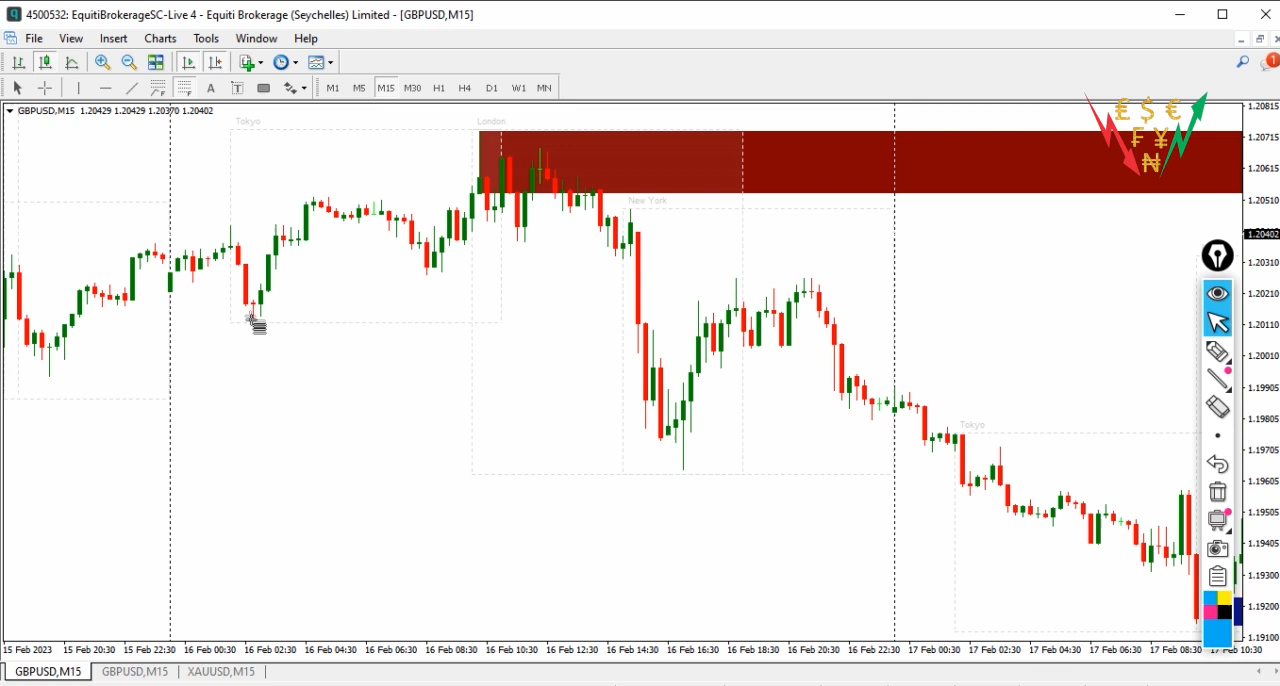 4500532: EquitiBrokerageSC-Live 4 - Equiti Brokerage (Seychelles) Limited - [GBPUSD,M15]
File View Insert Charts Tools Options Window Help
M1 M5 M15 M30 H1 H4 D1 W1 MN
GBPUSD,M15 1.20429 1.20429 1.20370 1.20402
Tokyo
London
New York
Tokyo
₤ $ €
₣ ¥
₦
1
1.20815
1.20715
1.20615
1.20510
1.20402
1.20310
1.20210
1.20110
1.20010
1.19905
1.19805
1.19705
1.19605
1.19505
1.19405
1.19300
1.19200
1.19100
15 Feb 2023 15 Feb 20:30 15 Feb 22:30 16 Feb 00:30 16 Feb 02:30 16 Feb 04:30 16 Feb 06:30 16 Feb 08:30 16 Feb 10:30 16 Feb 12:30 16 Feb 14:30 16 Feb 16:30 16 Feb 18:30 16 Feb 20:30 16 Feb 22:30 17 Feb 00:30 17 Feb 02:30 17 Feb 04:30 17 Feb 06:30 17 Feb 08:30 17 Feb 10:30
GBPUSD,M15 GBPUSD,M15 XAUUSD,M15